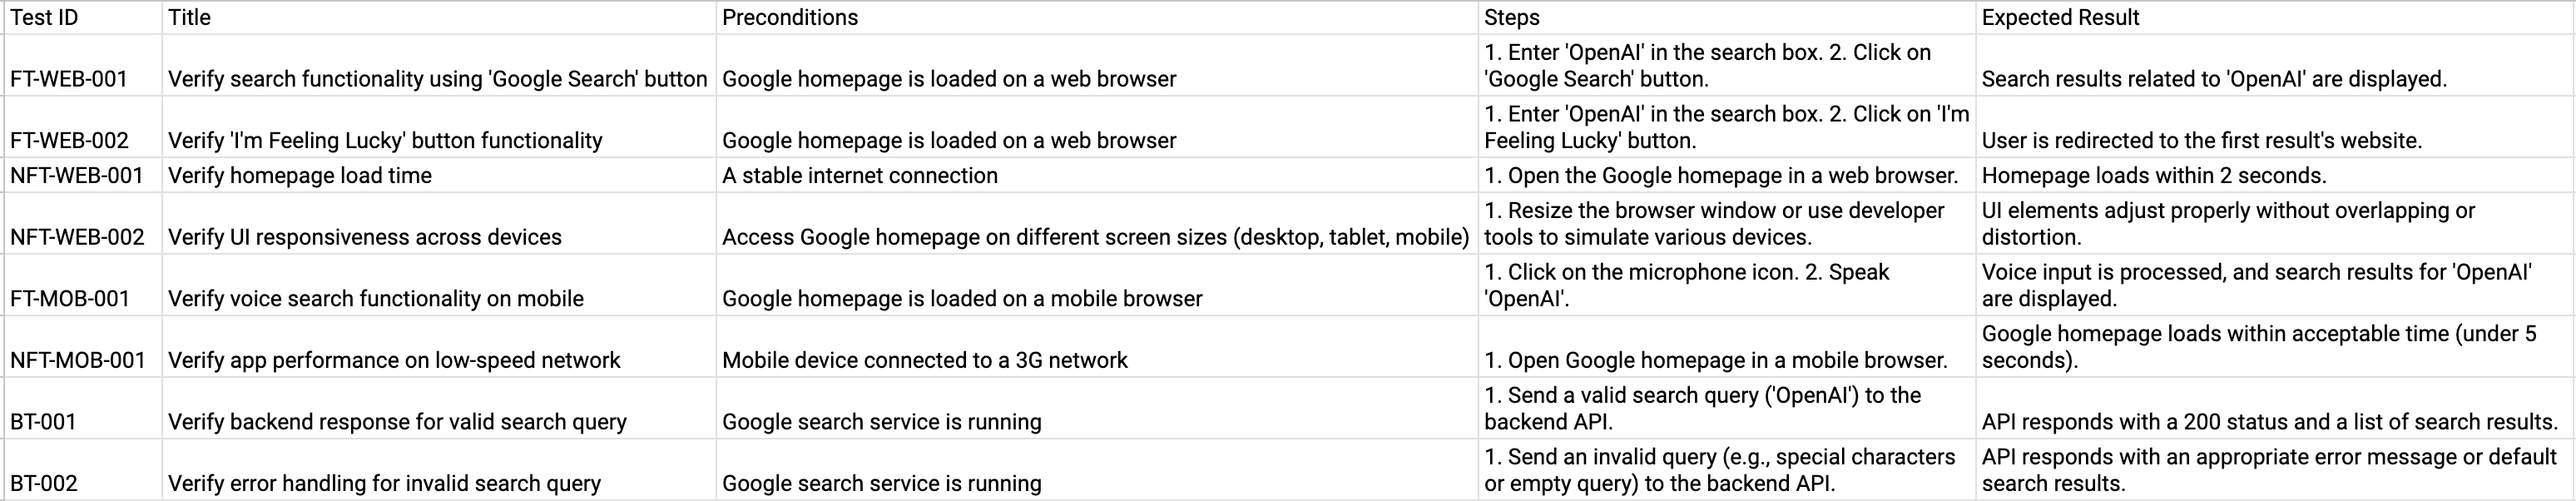 Test ID Title Preconditions Steps Expected Result
1. Enter 'OpenAI' in the search box. 2. Click on
FT-WEB-001 Verify search functionality using 'Google Search' button Google homepage is loaded on a web browser 'Google Search' button. Search results related to 'OpenAI' are displayed.
1. Enter 'OpenAI' in the search box. 2. Click on 'I'm
FT-WEB-002 Verify 'I'm Feeling Lucky' button functionality Google homepage is loaded on a web browser Feeling Lucky' button. User is redirected to the first result's website.
NFT-WEB-001 Verify homepage load time A stable internet connection 1. Open the Google homepage in a web browser. Homepage loads within 2 seconds.
1. Resize the browser window or use developer UI elements adjust properly without overlapping or
NFT-WEB-002 Verify UI responsiveness across devices Access Google homepage on different screen sizes (desktop, tablet, mobile) tools to simulate various devices. distortion.
1. Click on the microphone icon. 2. Speak Voice input is processed, and search results for 'OpenAI'
FT-MOB-001 Verify voice search functionality on mobile Google homepage is loaded on a mobile browser 'OpenAI'. are displayed.
Google homepage loads within acceptable time (under 5
NFT-MOB-001 Verify app performance on low-speed network Mobile device connected to a 3G network 1. Open Google homepage in a mobile browser. seconds).
1. Send a valid search query ('OpenAI') to the
BT-001 Verify backend response for valid search query Google search service is running backend API. API responds with a 200 status and a list of search results.
1. Send an invalid query (e.g., special characters API responds with an appropriate error message or default
BT-002 Verify error handling for invalid search query Google search service is running or empty query) to the backend API. search results.